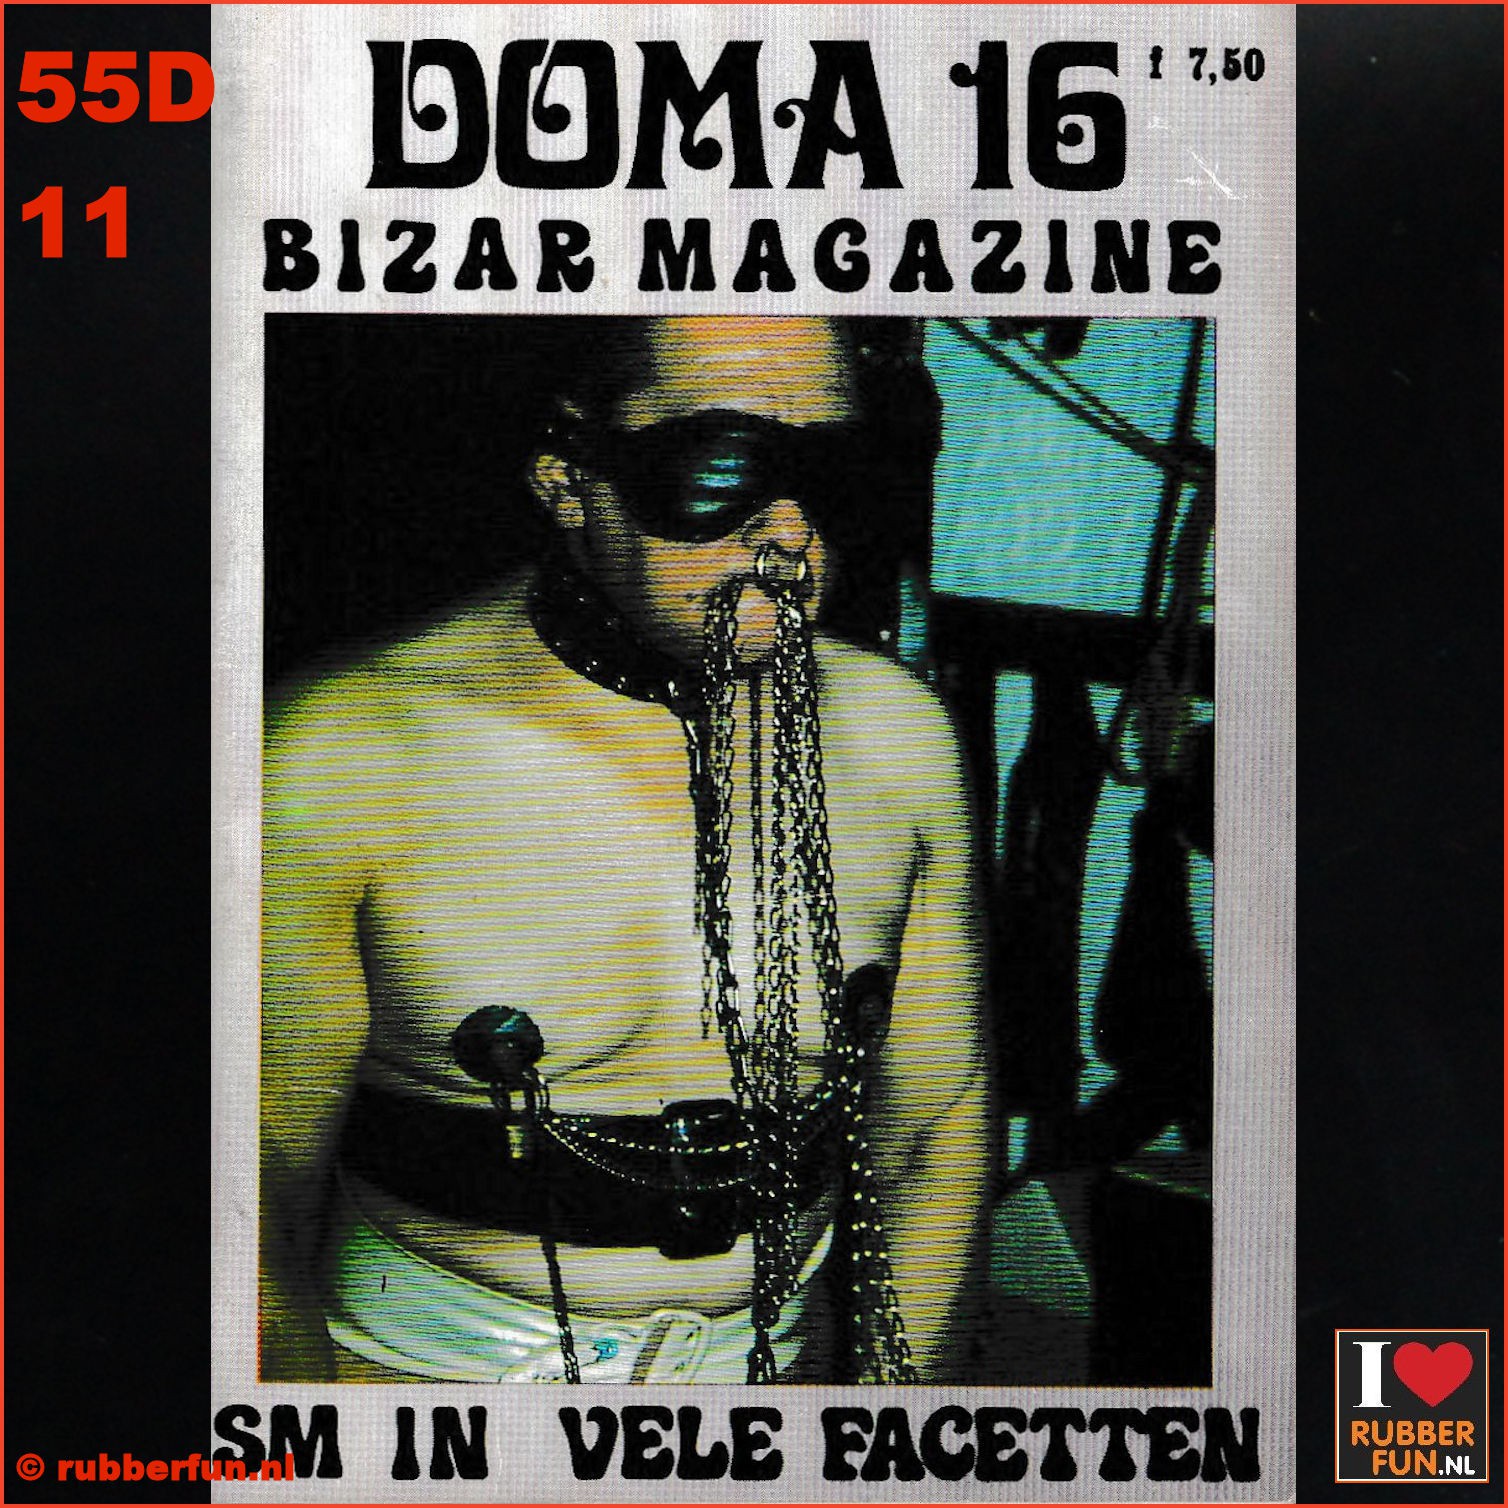 55D
11
DOMA 16
f 7,50
BIZAR MAGAZINE
SM IN VELE FACETTEN
© rubberfun.nl
I
RUBBER
FUN.NL